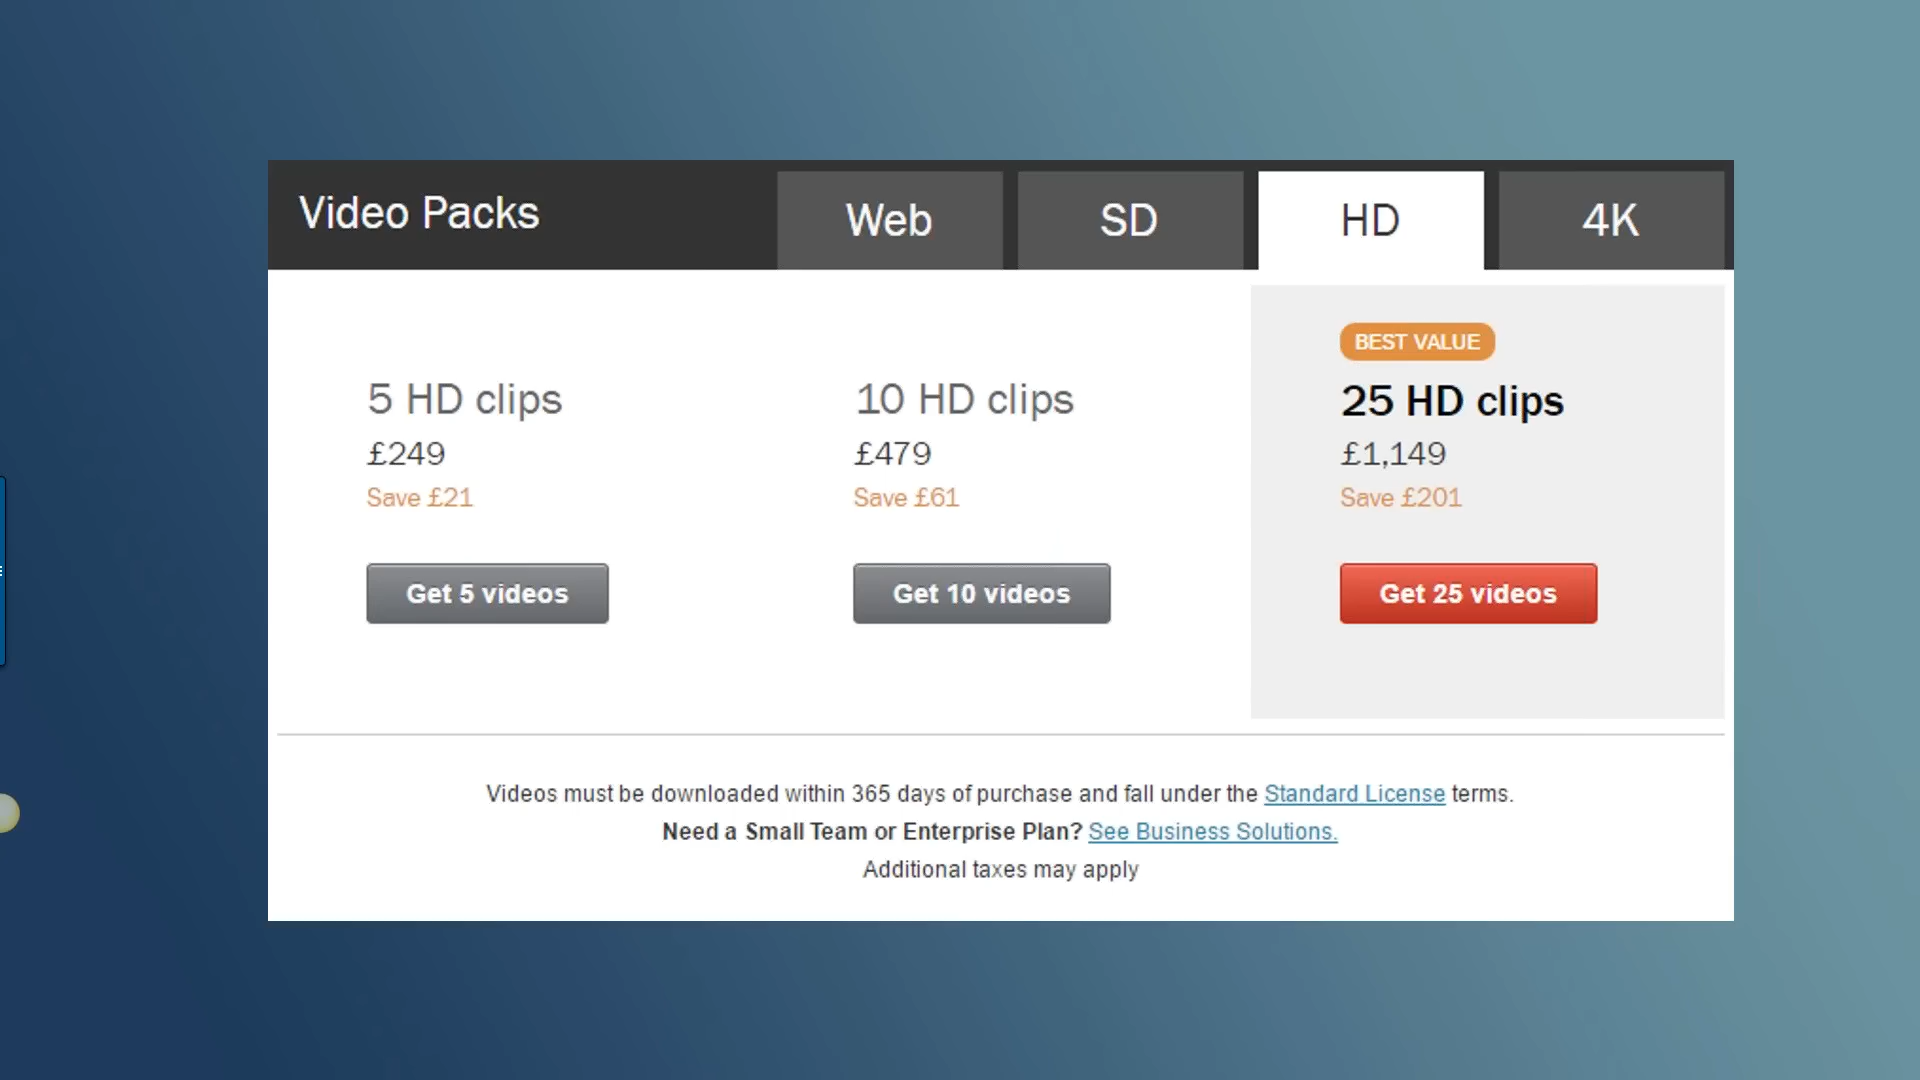 Video Packs
Web
SD
HD
4K
BEST VALUE
5 HD clips
10 HD clips
25 HD clips
£249
£479
£1,149
Save £21
Save £61
Save £201
Get 5 videos
Get 10 videos
Get 25 videos
Videos must be downloaded within 365 days of purchase and fall under the Standard License terms.
Need a Small Team or Enterprise Plan? See Business Solutions.
Additional taxes may apply